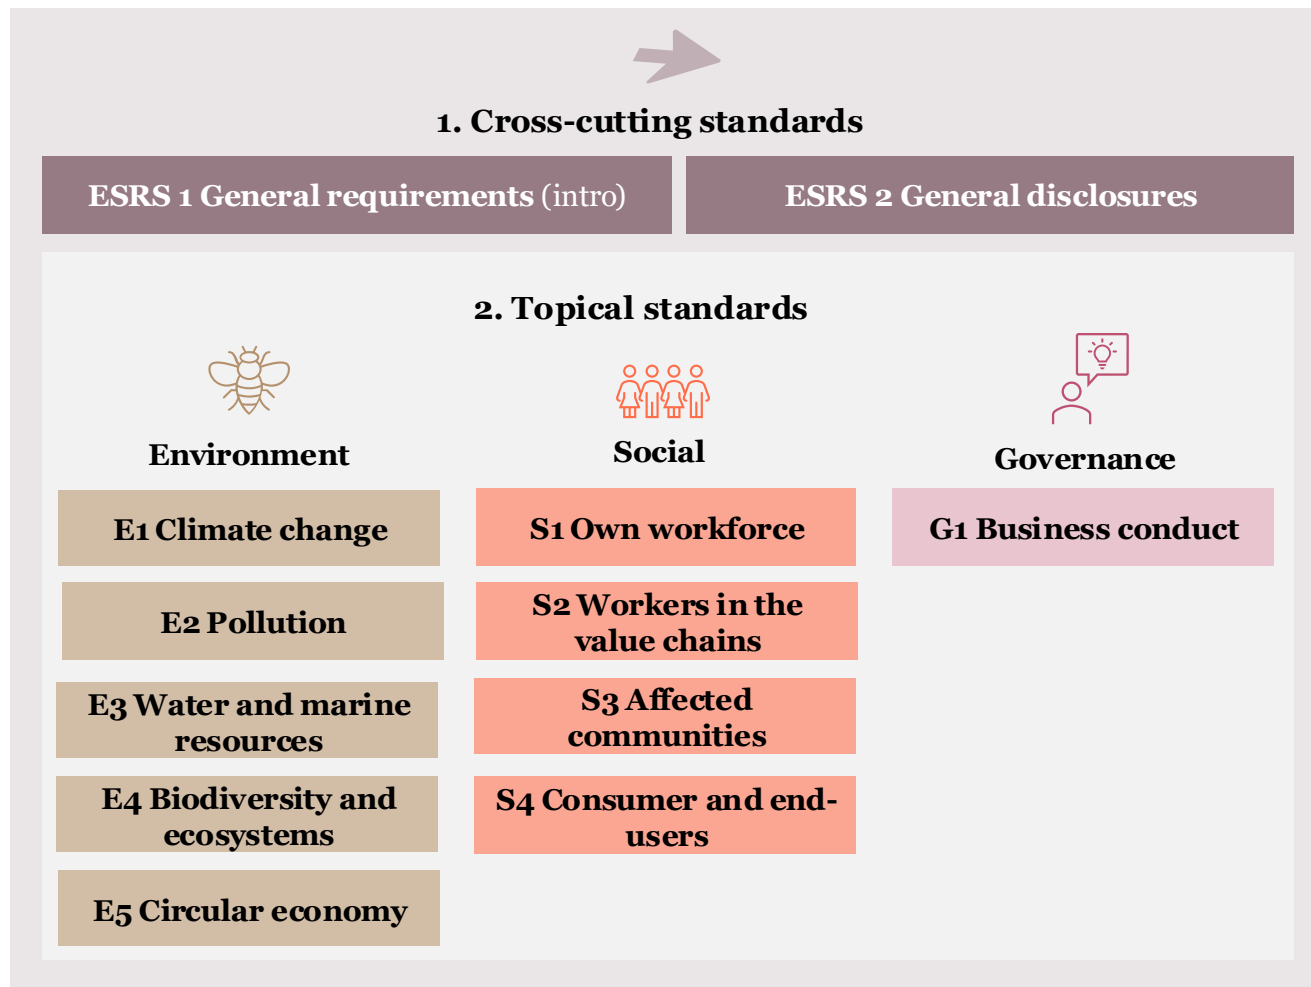 1. Cross-cutting standards
ESRS 1 General requirements (intro)
ESRS 2 General disclosures
2. Topical standards
Environment
E1 Climate change
E2 Pollution
E3 Water and marine
resources
E4 Biodiversity and
ecosystems
E5 Circular economy
Social
S1 Own workforce
S2 Workers in the
value chains
S3 Affected
communities
S4 Consumer and end-
users
Governance
G1 Business conduct